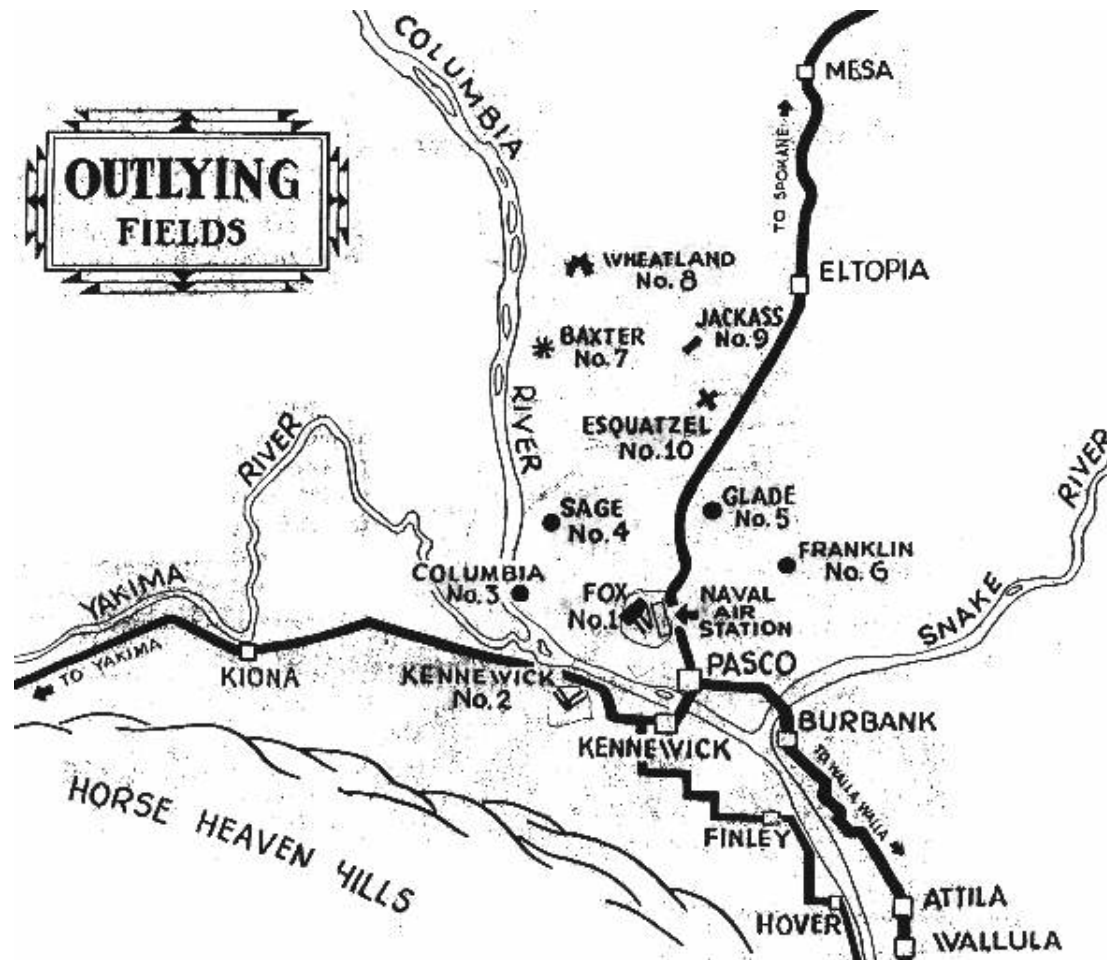 COLUMBIA
MESA
TO SPOKANE
OUTLYING
FIELDS
WHEATLAND
No. 8
ELTOPIA
JACKASS
No. 9
BAXTER
No. 7
RIVER
ESQUATZEL
No. 10
RIVER
RIVER
SAGE
No. 4
GLADE
No. 5
FRANKLIN
No. 6
COLUMBIA
No. 3
FOX
No. 1
NAVAL
AIR
STATION
SNAKE
YAKIMA
TO YAKIMA
KIONA
KENNEWICK
No. 2
PASCO
BURBANK
KENNEWICK
TO WALLA WALLA
HORSE HEAVEN HILLS
FINLEY
HOVER
ATTILA
WALLULA